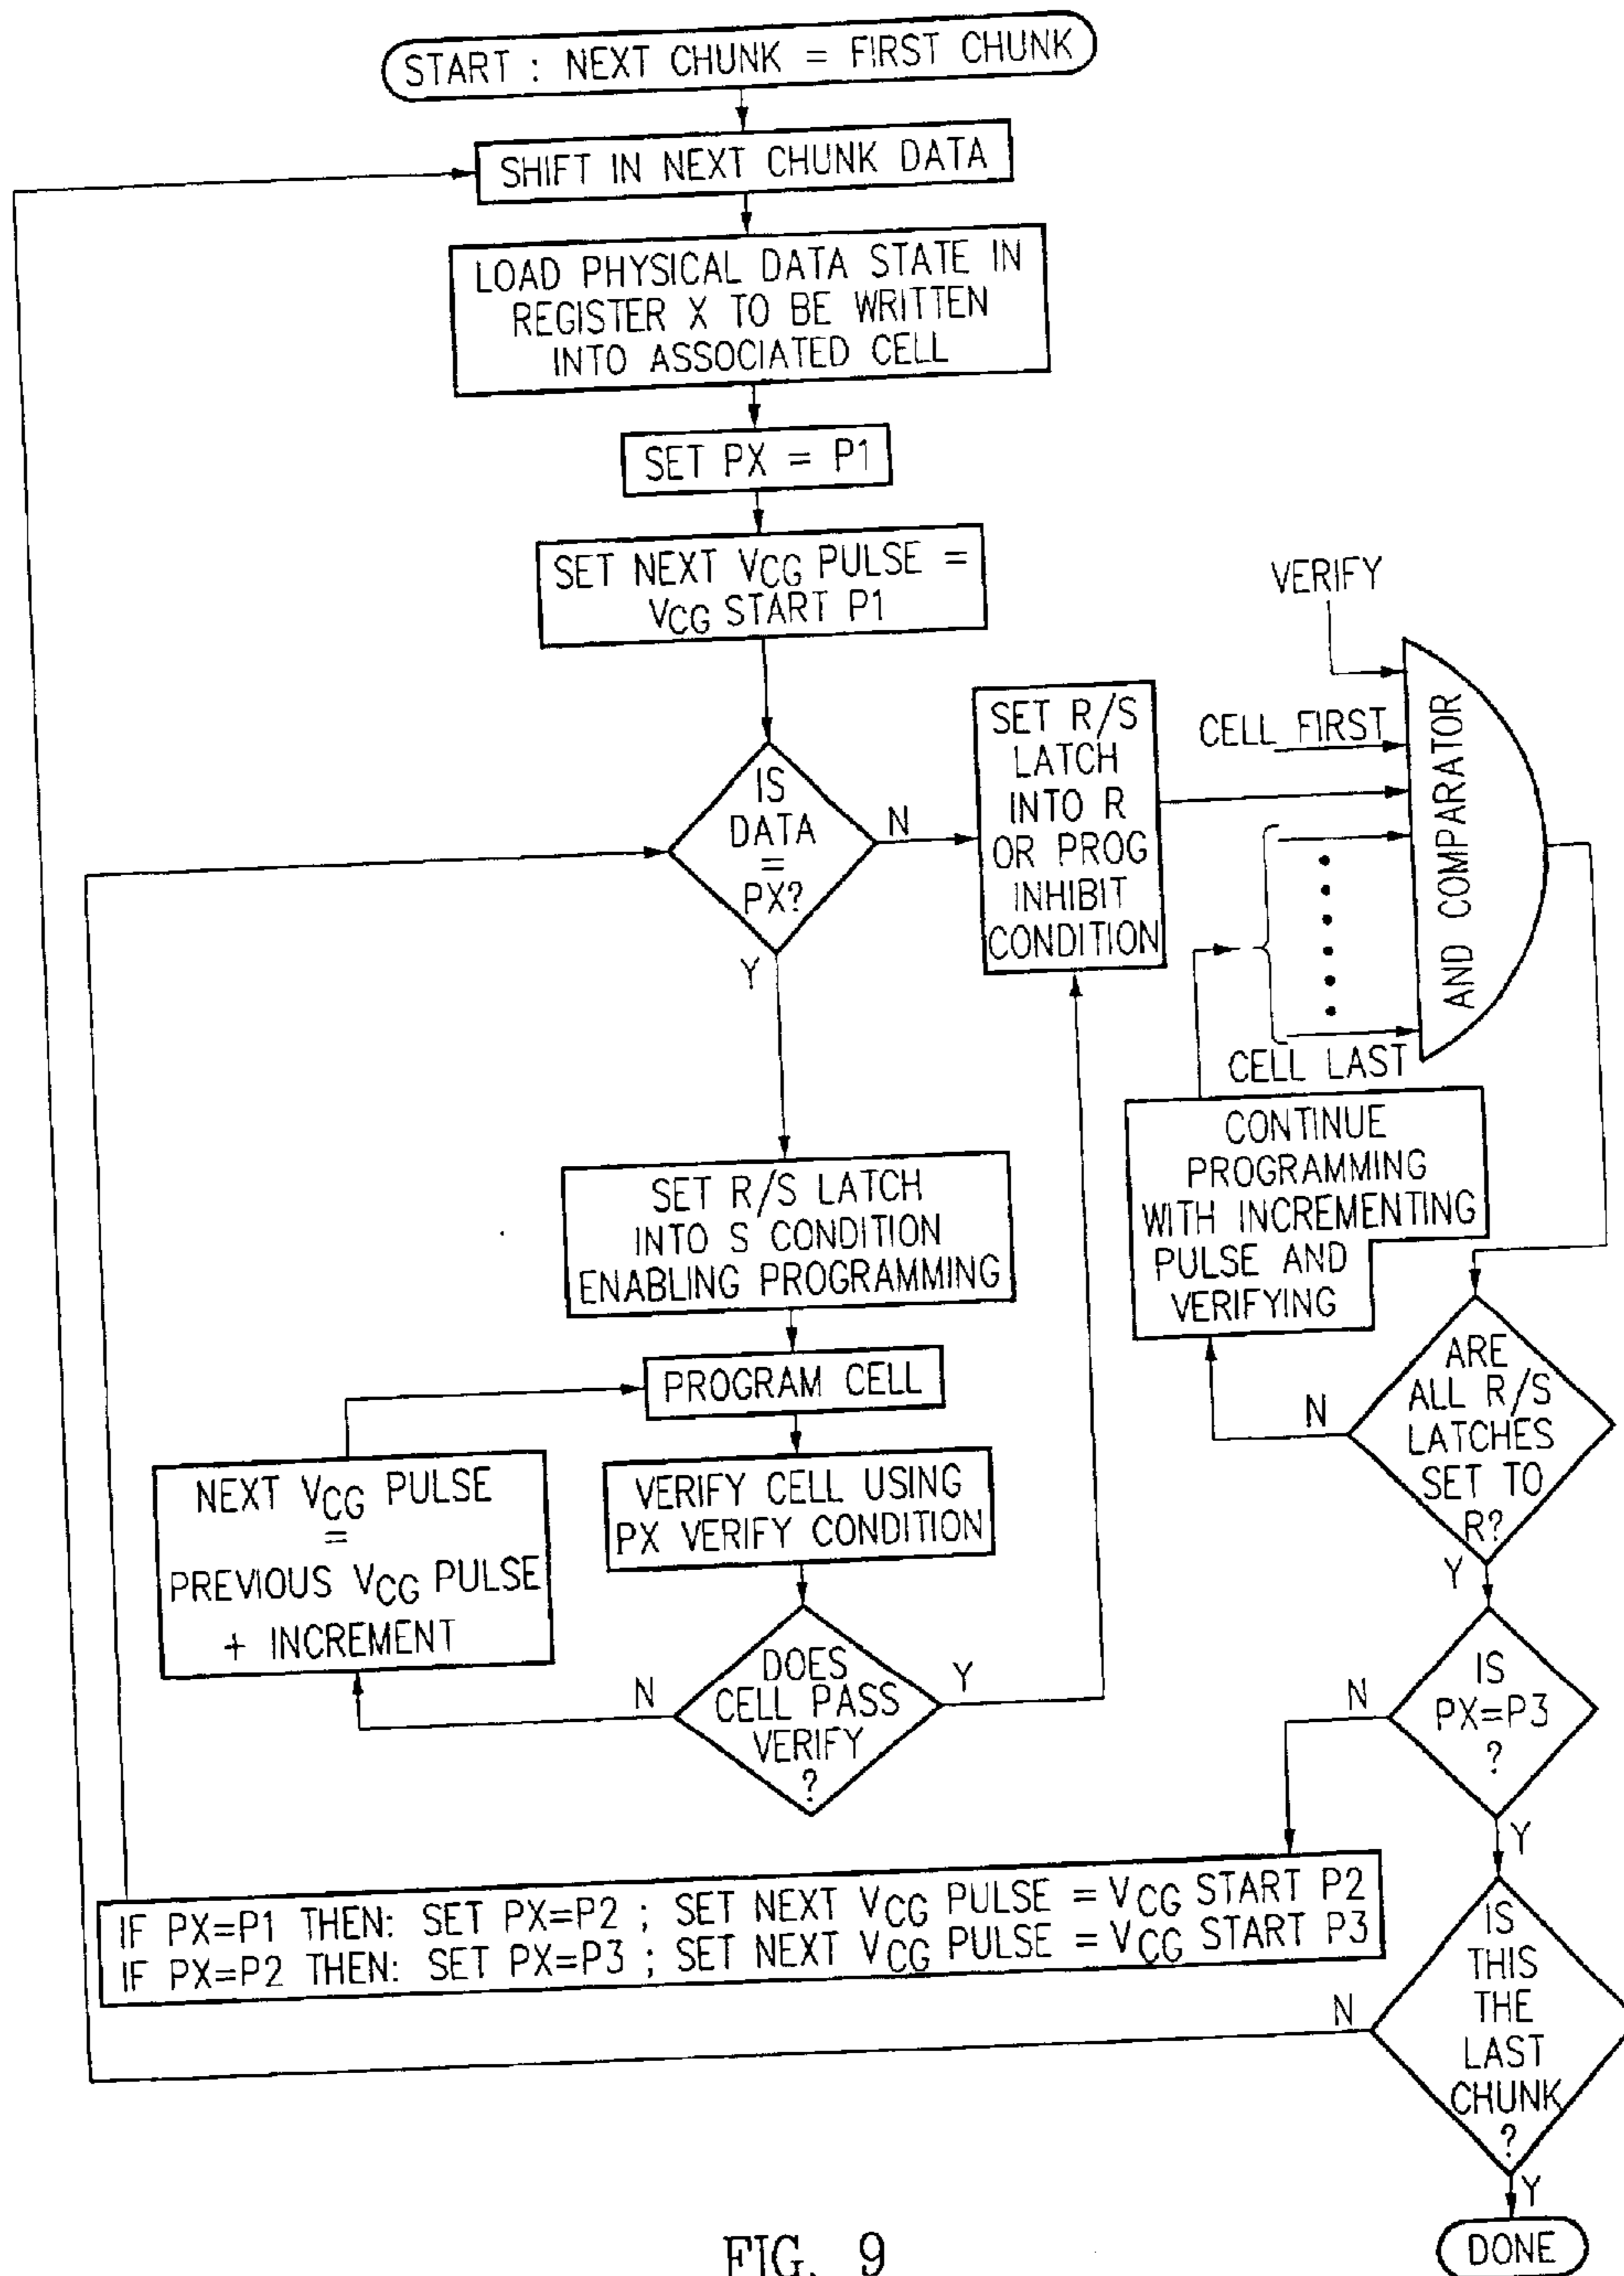 START : NEXT CHUNK = FIRST CHUNK
SHIFT IN NEXT CHUNK DATA
LOAD PHYSICAL DATA STATE IN
REGISTER X TO BE WRITTEN
INTO ASSOCIATED CELL
SET PX = P1
SET NEXT VCG PULSE =
VCG START P1
IS
DATA
=
PX?
N
Y
SET R/S
LATCH
INTO R
OR PROG
INHIBIT
CONDITION
VERIFY
CELL FIRST
CELL LAST
AND COMPARATOR
CONTINUE
PROGRAMMING
WITH INCREMENTING
PULSE AND
VERIFYING
SET R/S LATCH
INTO S CONDITION
ENABLING PROGRAMMING
PROGRAM CELL
VERIFY CELL USING
PX VERIFY CONDITION
NEXT VCG PULSE
=
PREVIOUS VCG PULSE
+ INCREMENT
DOES
CELL PASS
VERIFY
?
N
Y
ARE
ALL R/S
LATCHES
SET TO
R?
N
Y
IS
PX=P3
?
N
Y
IF PX=P1 THEN: SET PX=P2 ; SET NEXT VCG PULSE = VCG START P2
IF PX=P2 THEN: SET PX=P3 ; SET NEXT VCG PULSE = VCG START P3
IS
THIS
THE
LAST
CHUNK
?
N
Y
DONE
FIG. 9